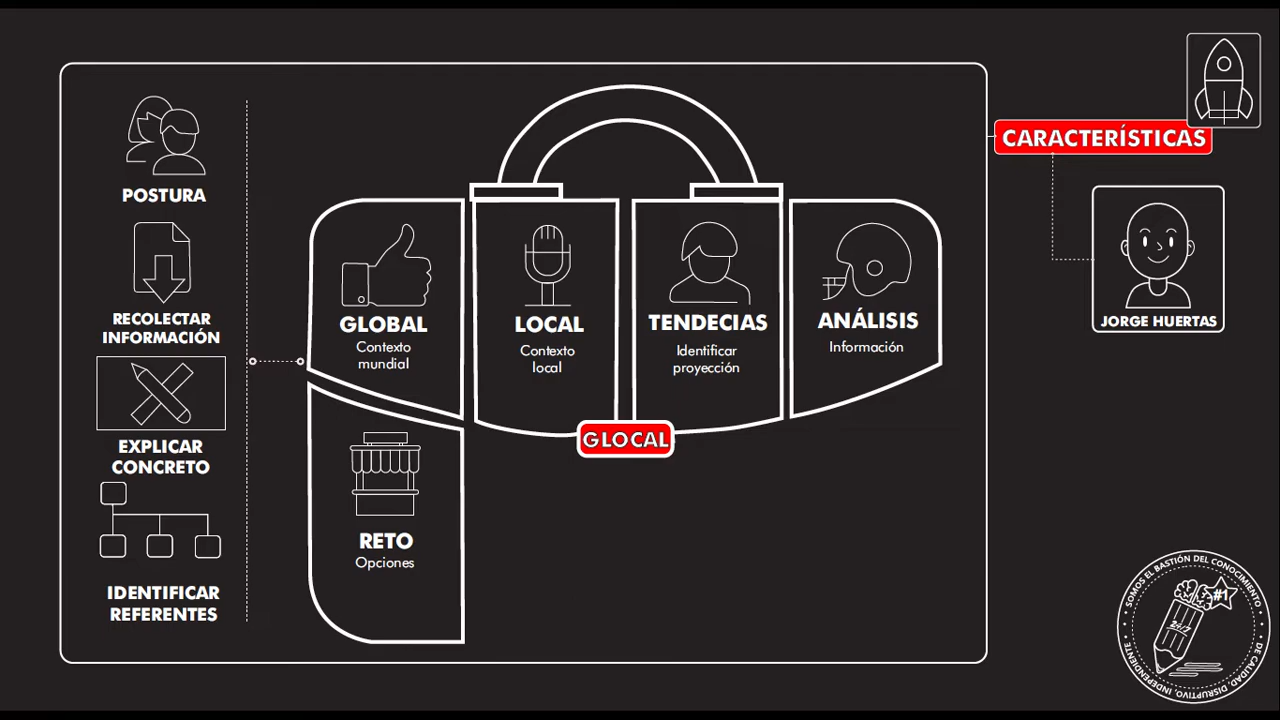 CARACTERÍSTICAS
JORGE HUERTAS
POSTURA
RECOLECTAR
INFORMACIÓN
EXPLICAR
CONCRETO
IDENTIFICAR
REFERENTES
GLOBAL
Contexto
mundial
LOCAL
Contexto
local
TENDECIAS
Identificar
proyección
ANÁLISIS
Información
GLOCAL
RETO
Opciones
SOMOS EL BASTIÓN DEL CONOCIMIENTO
DE CALIDAD, DISRUPTIVO, INDEPENDIENTE
#1
24/7